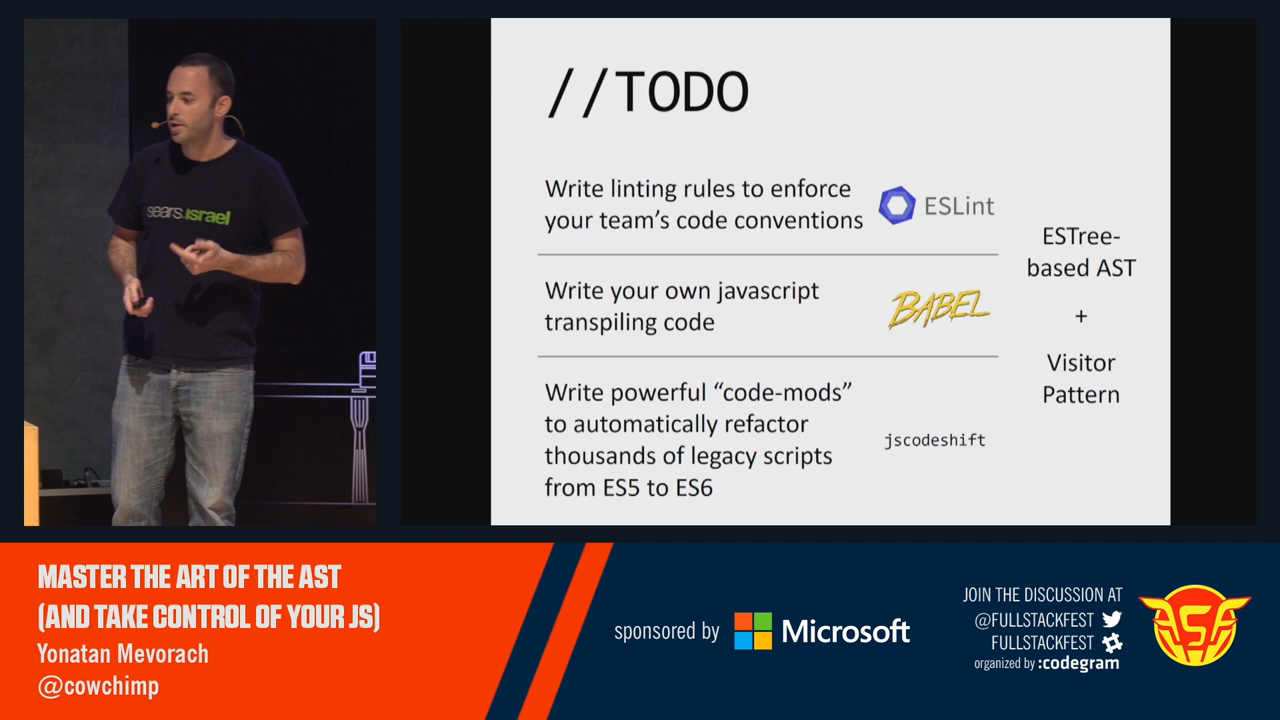 sears.israel
//TODO
Write linting rules to enforce
your team's code conventions
ESLint
Write your own javascript
transpiling code
BABEL
Write powerful “code-mods”
to automatically refactor
thousands of legacy scripts
from ES5 to ES6
jscodeshift
ESTree-
based AST
+
Visitor
Pattern
MASTER THE ART OF THE AST
(AND TAKE CONTROL OF YOUR JS)
Yonatan Mevorach
@cowchimp
sponsored by Microsoft
JOIN THE DISCUSSION AT
@FULLSTACKFEST
FULLSTACKFEST
organized by :codegram
FSF